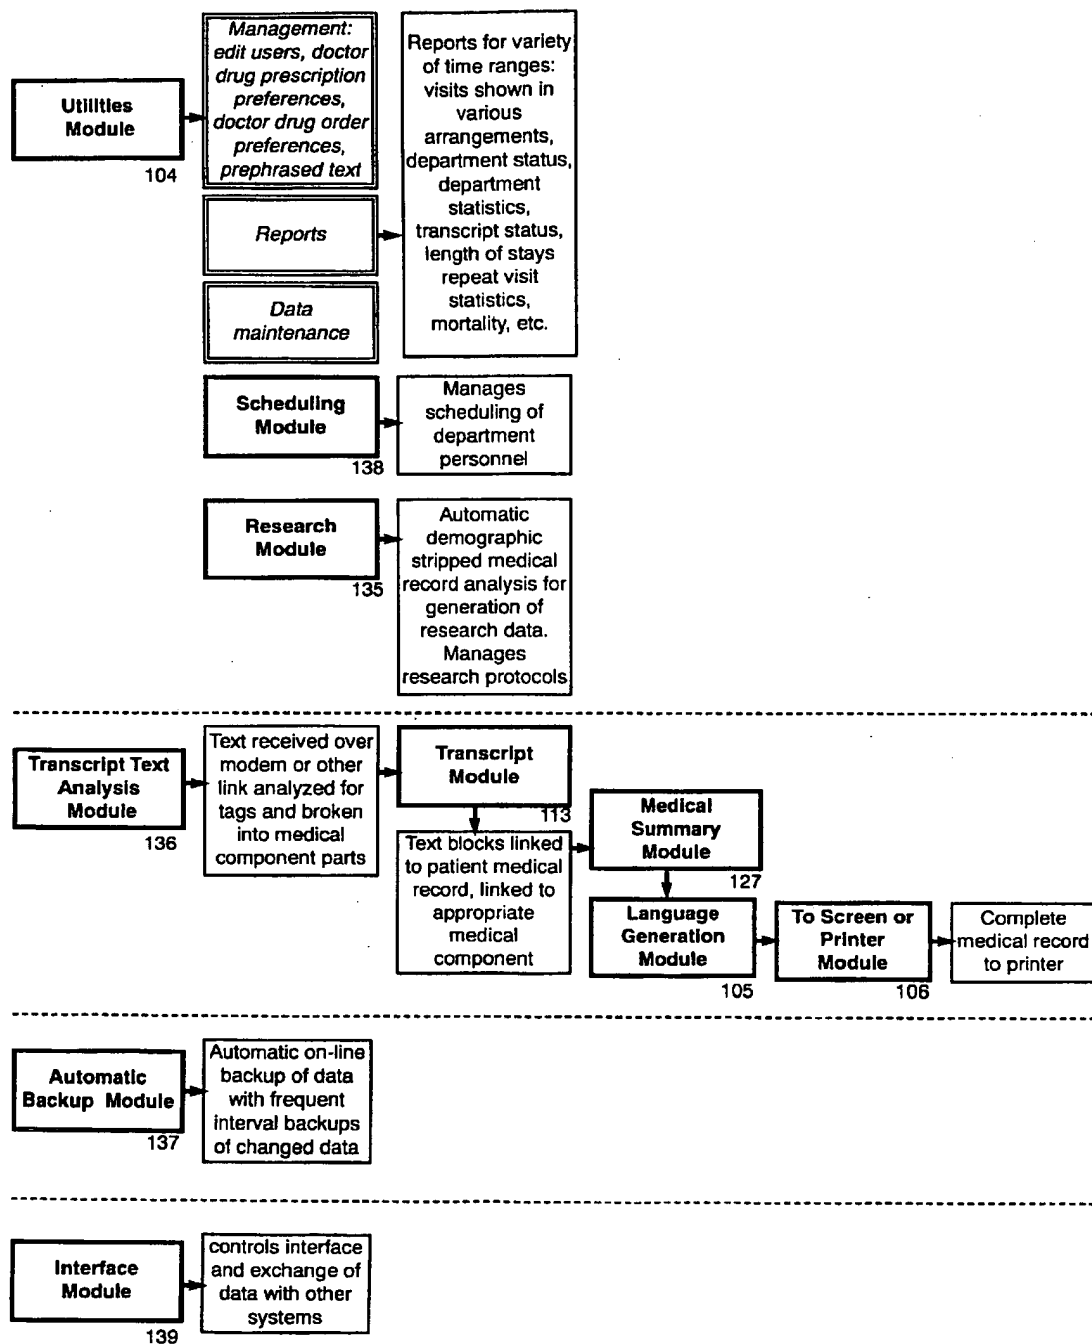 Utilities
Module
104
Management:
edit users, doctor
drug prescription
preferences,
doctor drug order
preferences,
prephrased text
Reports
Data
maintenance
Reports for variety
of time ranges:
visits shown in
various
arrangements,
department status,
department
statistics,
transcript status,
length of stays
repeat visit
statistics,
mortality, etc.
Scheduling
Module
138
Manages
scheduling of
department
personnel
Research
Module
135
Automatic
demographic
stripped medical
record analysis for
generation of
research data.
Manages
research protocols
Transcript Text
Analysis
Module
136
Text received over
modem or other
link analyzed for
tags and broken
into medical
component parts
Transcript
Module
113
Text blocks linked
to patient medical
record, linked to
appropriate
medical
component
Medical
Summary
Module
127
Language
Generation
Module
105
To Screen or
Printer
Module
106
Complete
medical record
to printer
Automatic
Backup Module
137
Automatic on-line
backup of data
with frequent
interval backups
of changed data
Interface
Module
139
controls interface
and exchange of
data with other
systems